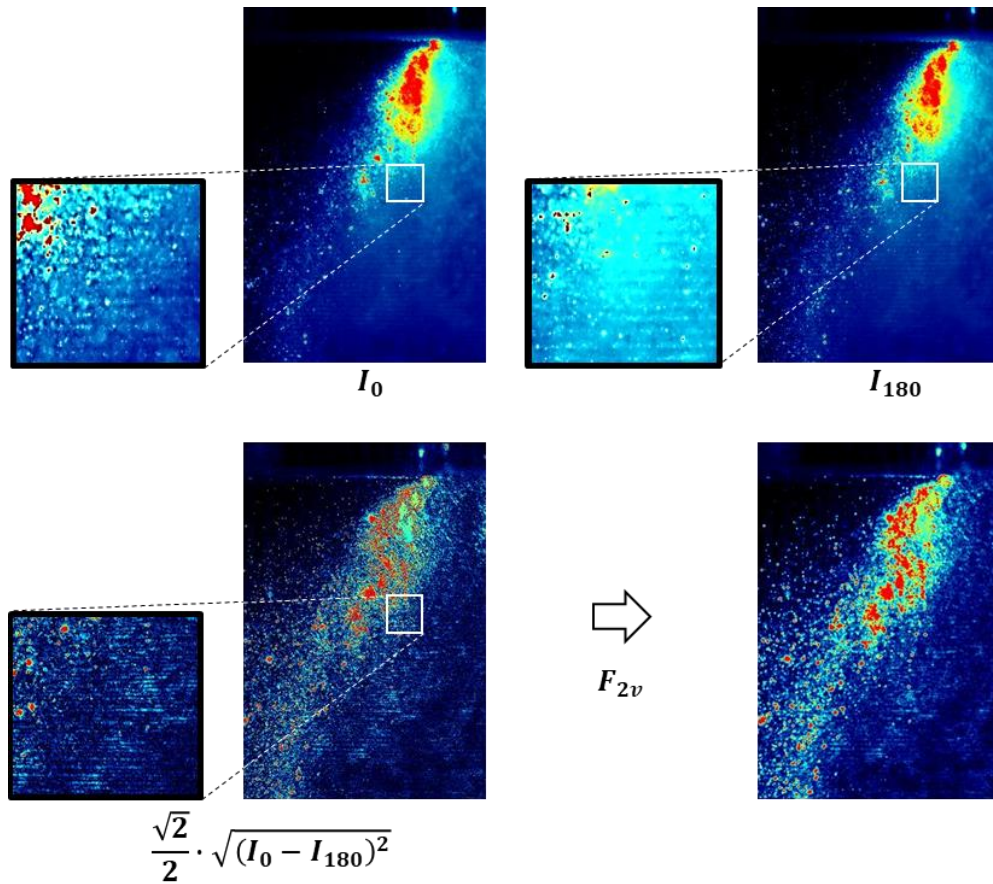 I₀
I₁₈₀
F₂ᵥ
√2/2 · √(I₀ − I₁₈₀)²